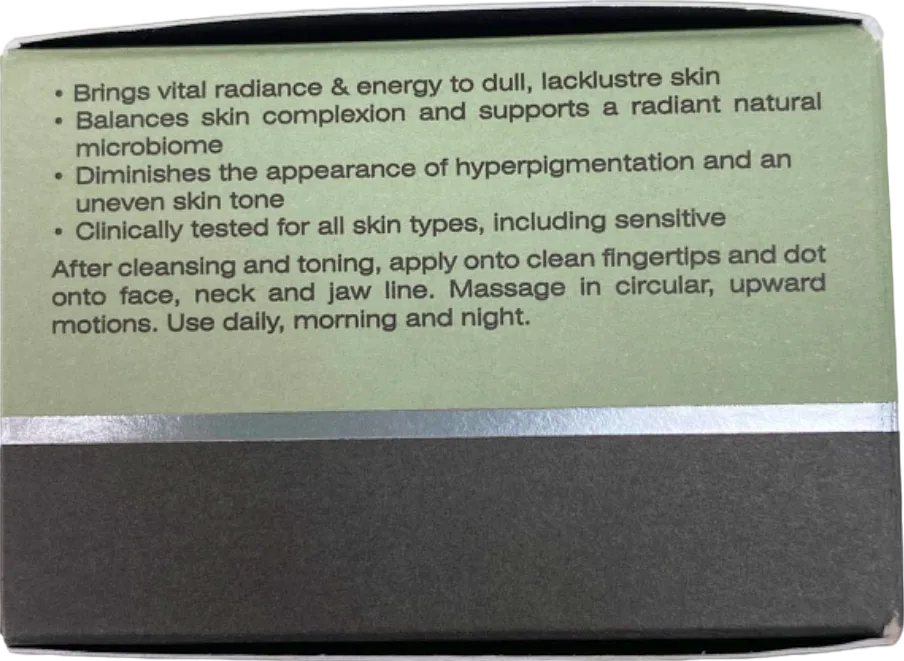 • Brings vital radiance & energy to dull, lacklustre skin
• Balances skin complexion and supports a radiant natural
microbiome
• Diminishes the appearance of hyperpigmentation and an
uneven skin tone
• Clinically tested for all skin types, including sensitive
After cleansing and toning, apply onto clean fingertips and dot
onto face, neck and jaw line. Massage in circular, upward
motions. Use daily, morning and night.